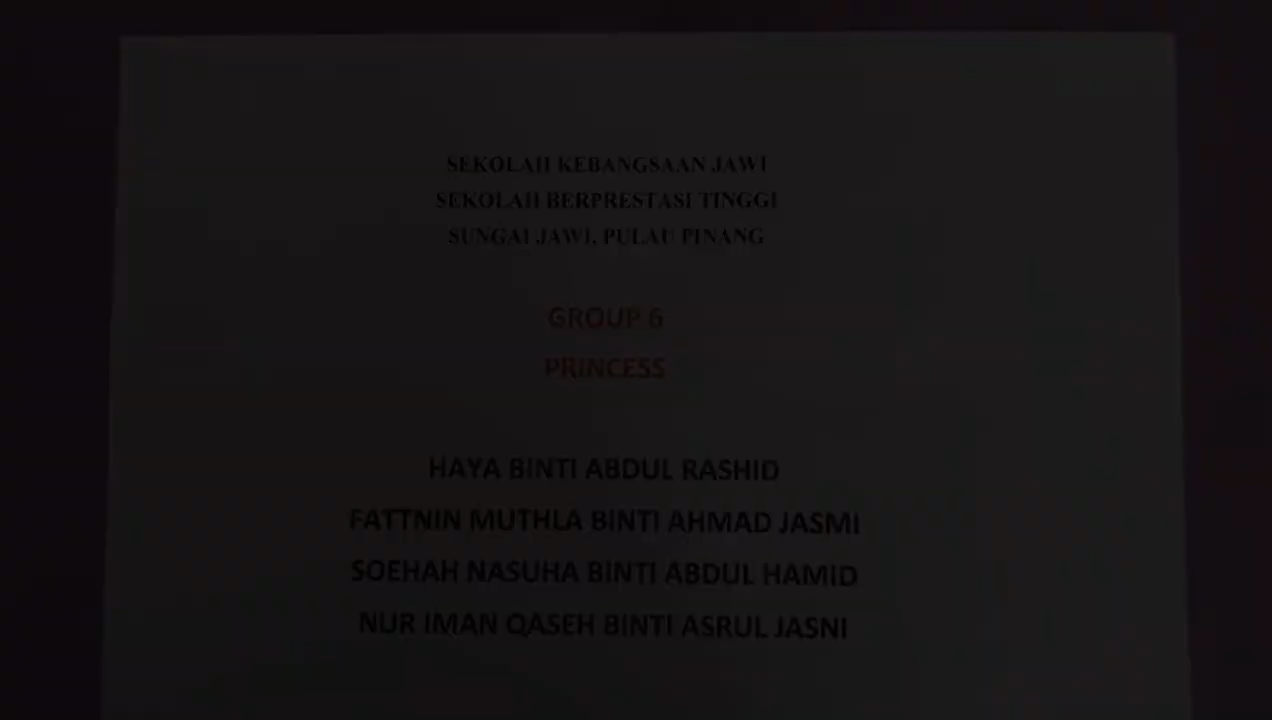 SEKOLAH KEBANGSAAN JAWI
SEKOLAH BERPRESTASI TINGGI
SUNGAI JAWI, PULAU PINANG
GROUP 6
PRINCESS
HAYA BINTI ABDUL RASHID
FATTNIN MUTHLA BINTI AHMAD JASMI
SOEHAH NASUHA BINTI ABDUL HAMID
NUR IMAN QASEH BINTI ASRUL JASNI